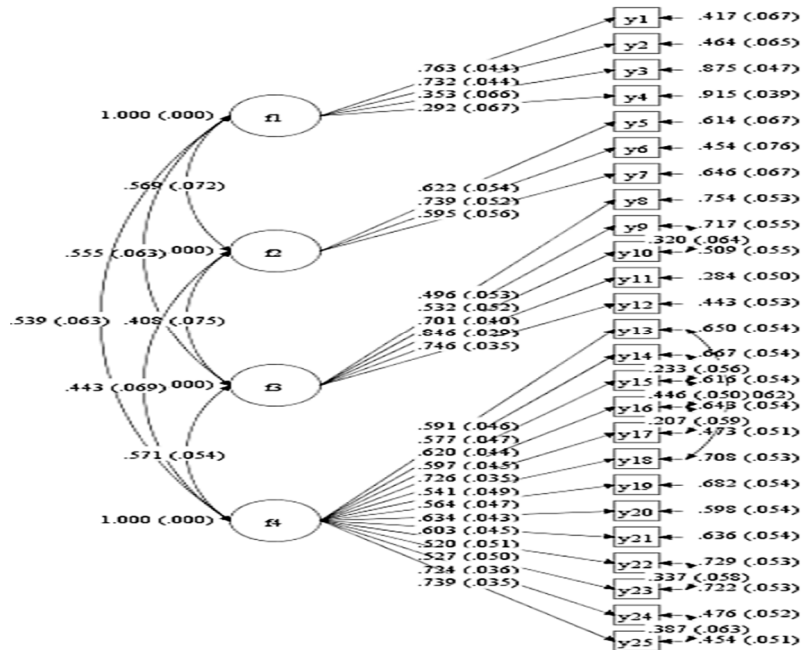 y1 .417 (.067)
y2 .464 (.065)
y3 .875 (.047)
y4 .915 (.039)
y5 .614 (.067)
y6 .454 (.076)
y7 .646 (.067)
y8 .754 (.053)
y9 .717 (.055)
.320 (.064)
y10 .509 (.055)
y11 .284 (.050)
y12 .443 (.053)
y13 .650 (.054)
y14 .667 (.054)
.233 (.056)
y15 .616 (.054)
.446 (.050) 062)
y16 .643 (.054)
.207 (.059)
y17 .473 (.051)
y18 .708 (.053)
y19 .682 (.054)
y20 .598 (.054)
y21 .636 (.054)
y22 .729 (.053)
.337 (.058)
y23 .722 (.053)
y24 .476 (.052)
.387 (.063)
y25 .454 (.051)
.763 (.044)
.732 (.044)
.353 (.066)
.292 (.067)
1.000 (.000) f1
.569 (.072)
.622 (.054)
.739 (.052)
.595 (.056)
.555 (.063) 000) f2
.496 (.053)
.532 (.052)
.701 (.040)
.846 (.029)
.746 (.035)
.539 (.063) .408 (.075)
.443 (.069) 000) f3
.571 (.054)
.591 (.046)
.577 (.047)
.620 (.044)
.597 (.045)
.726 (.035)
.541 (.049)
.564 (.047)
.634 (.043)
.603 (.045)
.520 (.051)
.527 (.050)
.724 (.036)
.739 (.035)
1.000 (.000) f4